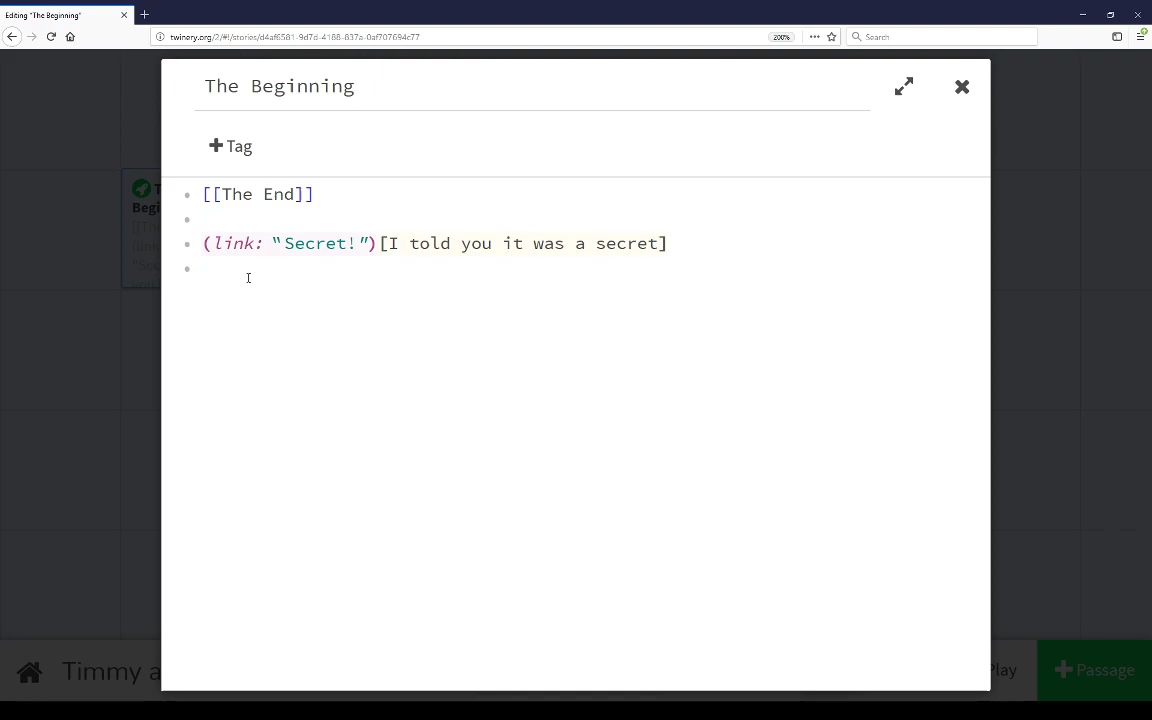 Editing "The Beginning"
twinery.org/2/#!/stories/d4af6581-9d7d-4188-837a-0af707694c77
200%
Search
The Beginning
+ Tag
[[The End]]
(link: "Secret!")[I told you it was a secret]
Timmy a
Play
+ Passage